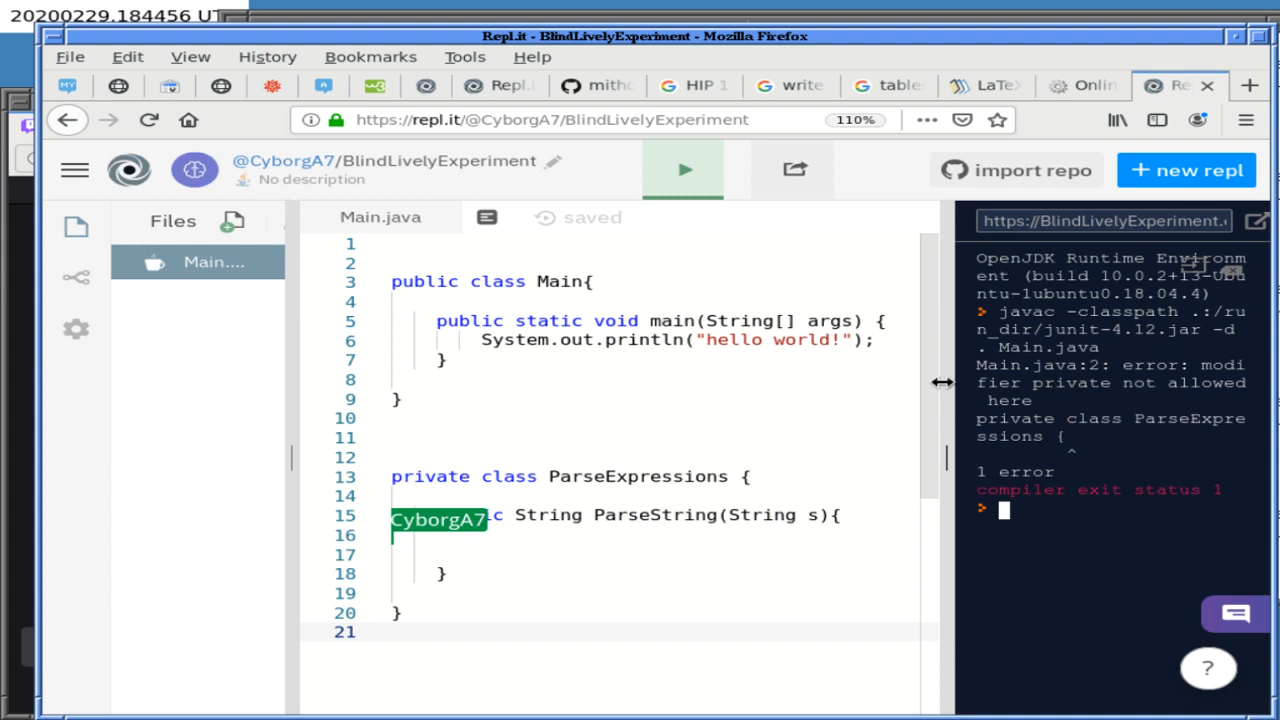 20200229.184456 UT
Repl.it - BlindLivelyExperiment - Mozilla Firefox
File Edit View History Bookmarks Tools Help
Repl. mitho HIP 1 write table LaTeX Onlin Re
https://repl.it/@CyborgA7/BlindLivelyExperiment 110%
@CyborgA7/BlindLivelyExperiment
No description
import repo
+ new repl
Files
Main....
Main.java
saved
1
2
3 public class Main{
4
5 public static void main(String[] args) {
6 System.out.println("hello world!");
7 }
8
9 }
10
11
12
13 private class ParseExpressions {
14
15 c String ParseString(String s){
CyborgA7
16
17
18 }
19
20 }
21
https://BlindLivelyExperiment.
OpenJDK Runtime Environm
ent (build 10.0.2+13-Ubu
ntu-1ubuntu0.18.04.4)
> javac -classpath .:/ru
n_dir/junit-4.12.jar -d
. Main.java
Main.java:2: error: modi
fier private not allowed
here
private class ParseExpre
ssions {
^
1 error
compiler exit status 1
>
?